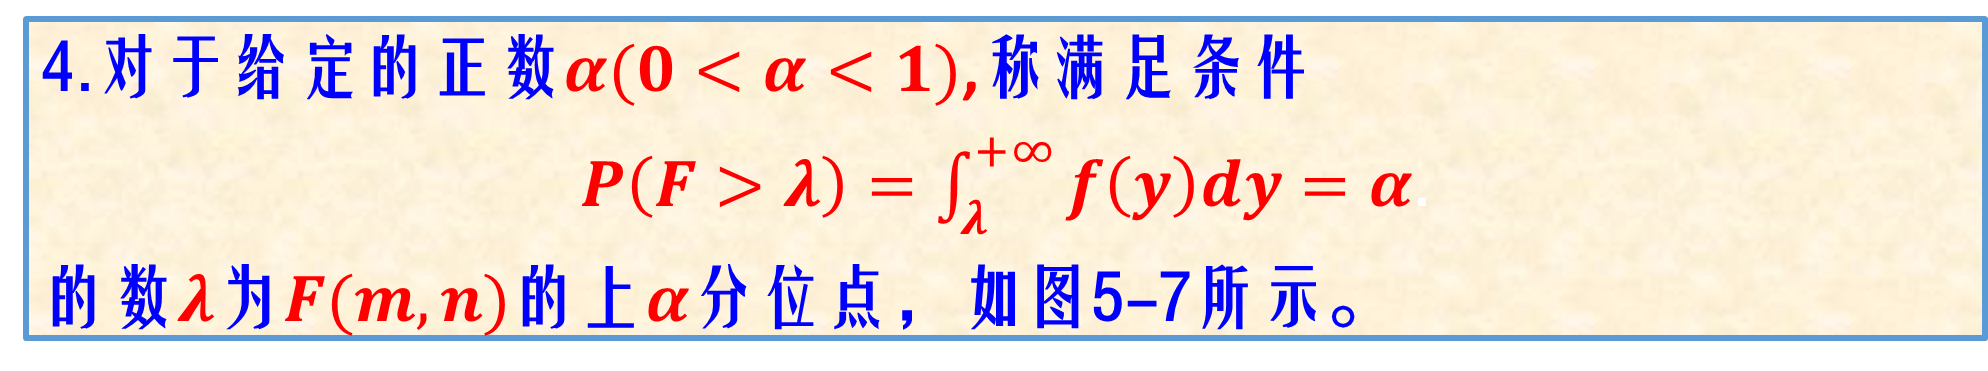 4.对于给定的正数α(0 < α < 1),称满足条件
P(F > λ) = ∫_λ^{+∞} f(y)dy = α.
的数λ为F(m,n)的上α分位点，如图5-7所示。